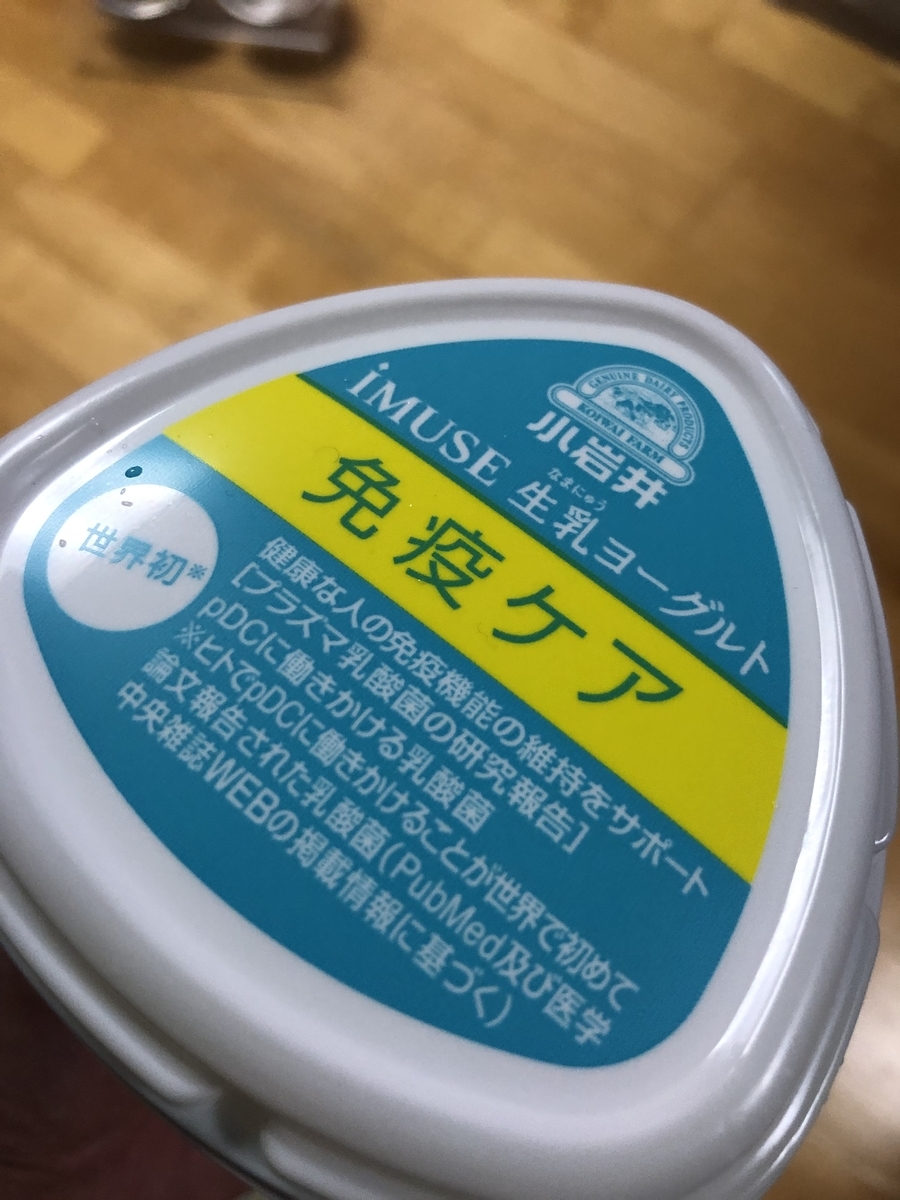 GENUINE DAIRY PRODUCTS
KOIWAI FARM
小岩井
なまにゅう
iMUSE 生乳ヨーグルト
免疫ケア
世界初※
健康な人の免疫機能の維持をサポート
[プラズマ乳酸菌の研究報告]
pDCに働きかける乳酸菌
※ヒトでpDCに働きかけることが世界で初めて
論文報告された乳酸菌(PubMed及び医学
中央雑誌WEBの掲載情報に基づく)